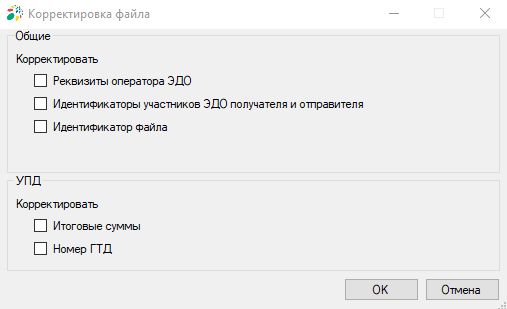 Корректировка файла
Общие
Корректировать
Реквизиты оператора ЭДО
Идентификаторы участников ЭДО получателя и отправителя
Идентификатор файла
УПД
Корректировать
Итоговые суммы
Номер ГТД
OK
Отмена